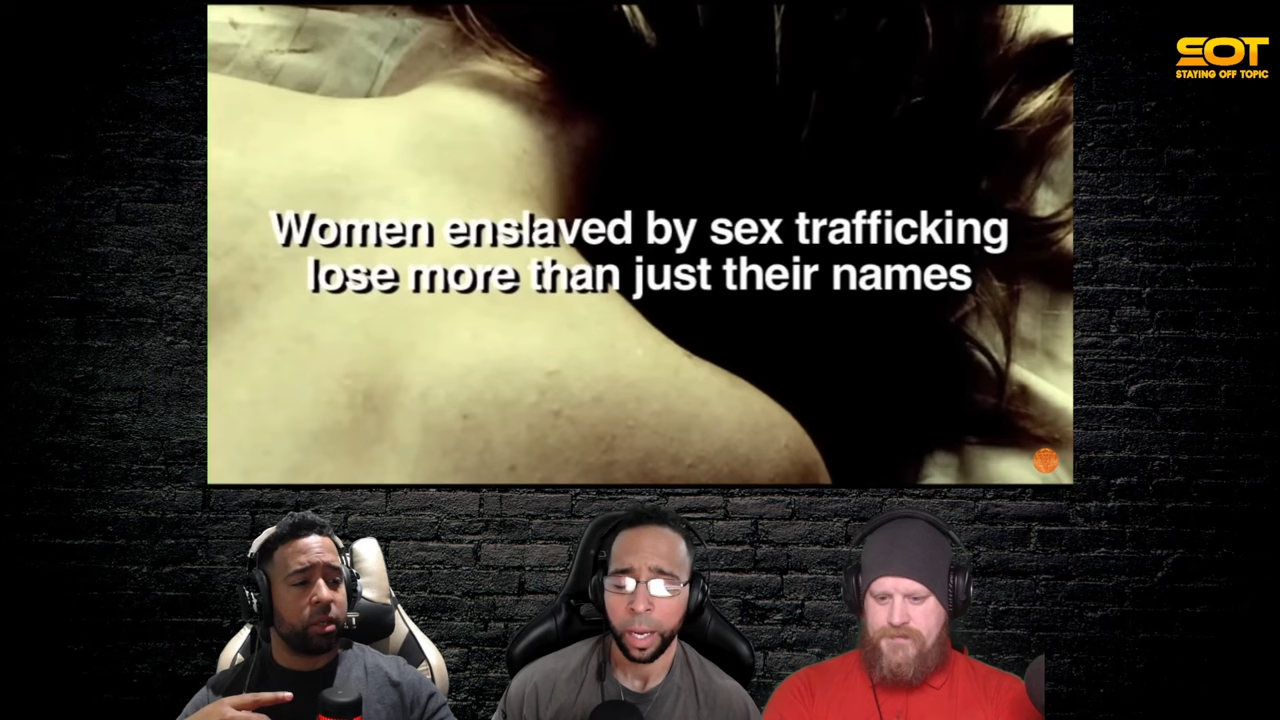 SOT
STAYING OFF TOPIC
Women enslaved by sex trafficking
lose more than just their names